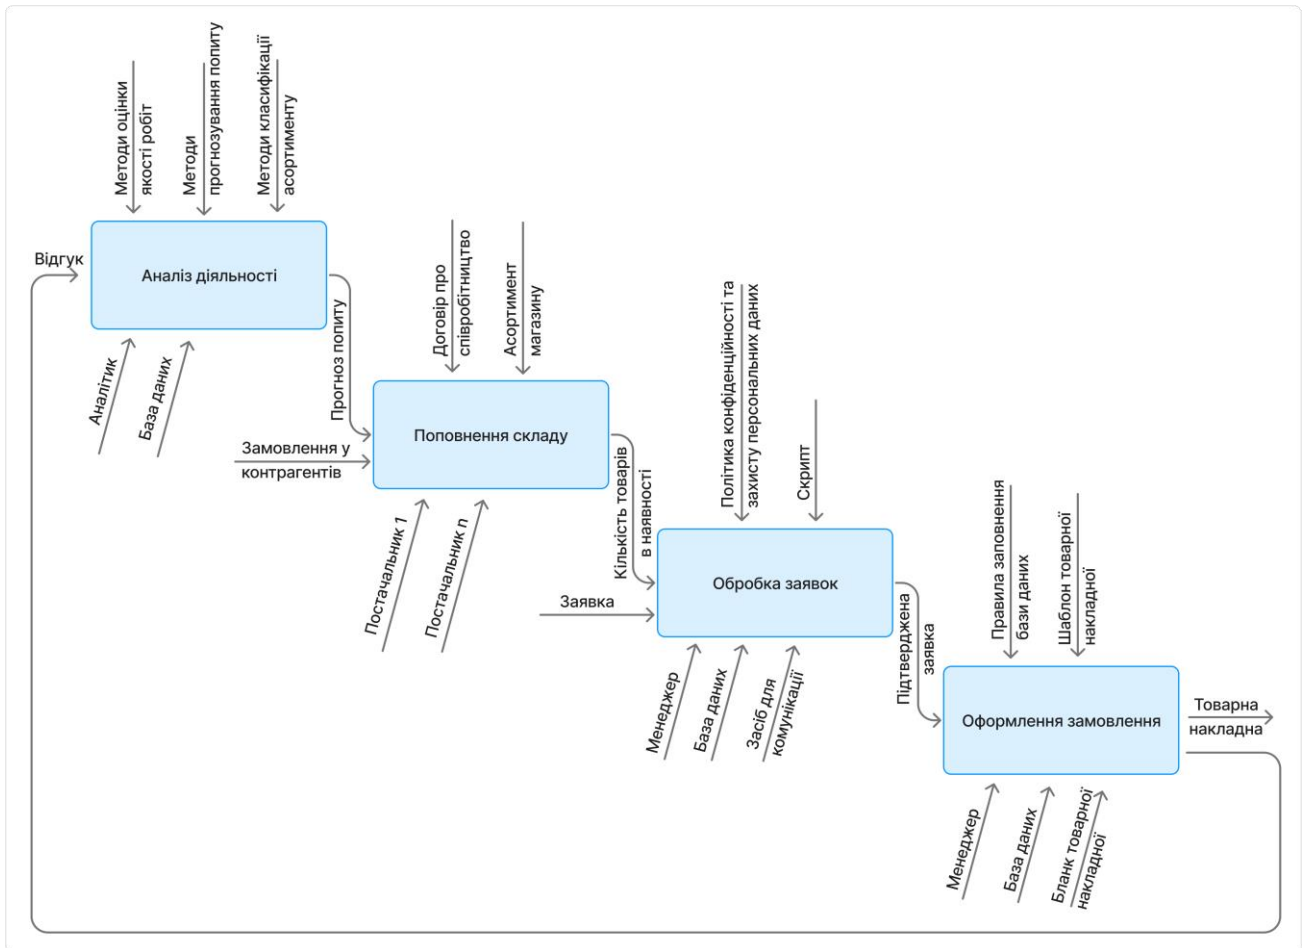 Методи оцінки
якості робіт
Методи
прогнозування попиту
Методи класифікації
асортименту
Відгук
Аналіз діяльності
Аналітик
База даних
Прогноз попиту
Договір про
співробітництво
Асортимент
магазину
Замовлення у
контрагентів
Поповнення складу
Постачальник 1
Постачальник n
Кількість товарів
в наявності
Політика конфіденційності та
захисту персональних даних
Скрипт
Заявка
Обробка заявок
Менеджер
База даних
Засіб для
комунікації
Підтверджена
заявка
Правила заповнення
бази даних
Шаблон товарної
накладної
Оформлення замовлення
Товарна
накладна
Менеджер
База даних
Бланк товарної
накладної